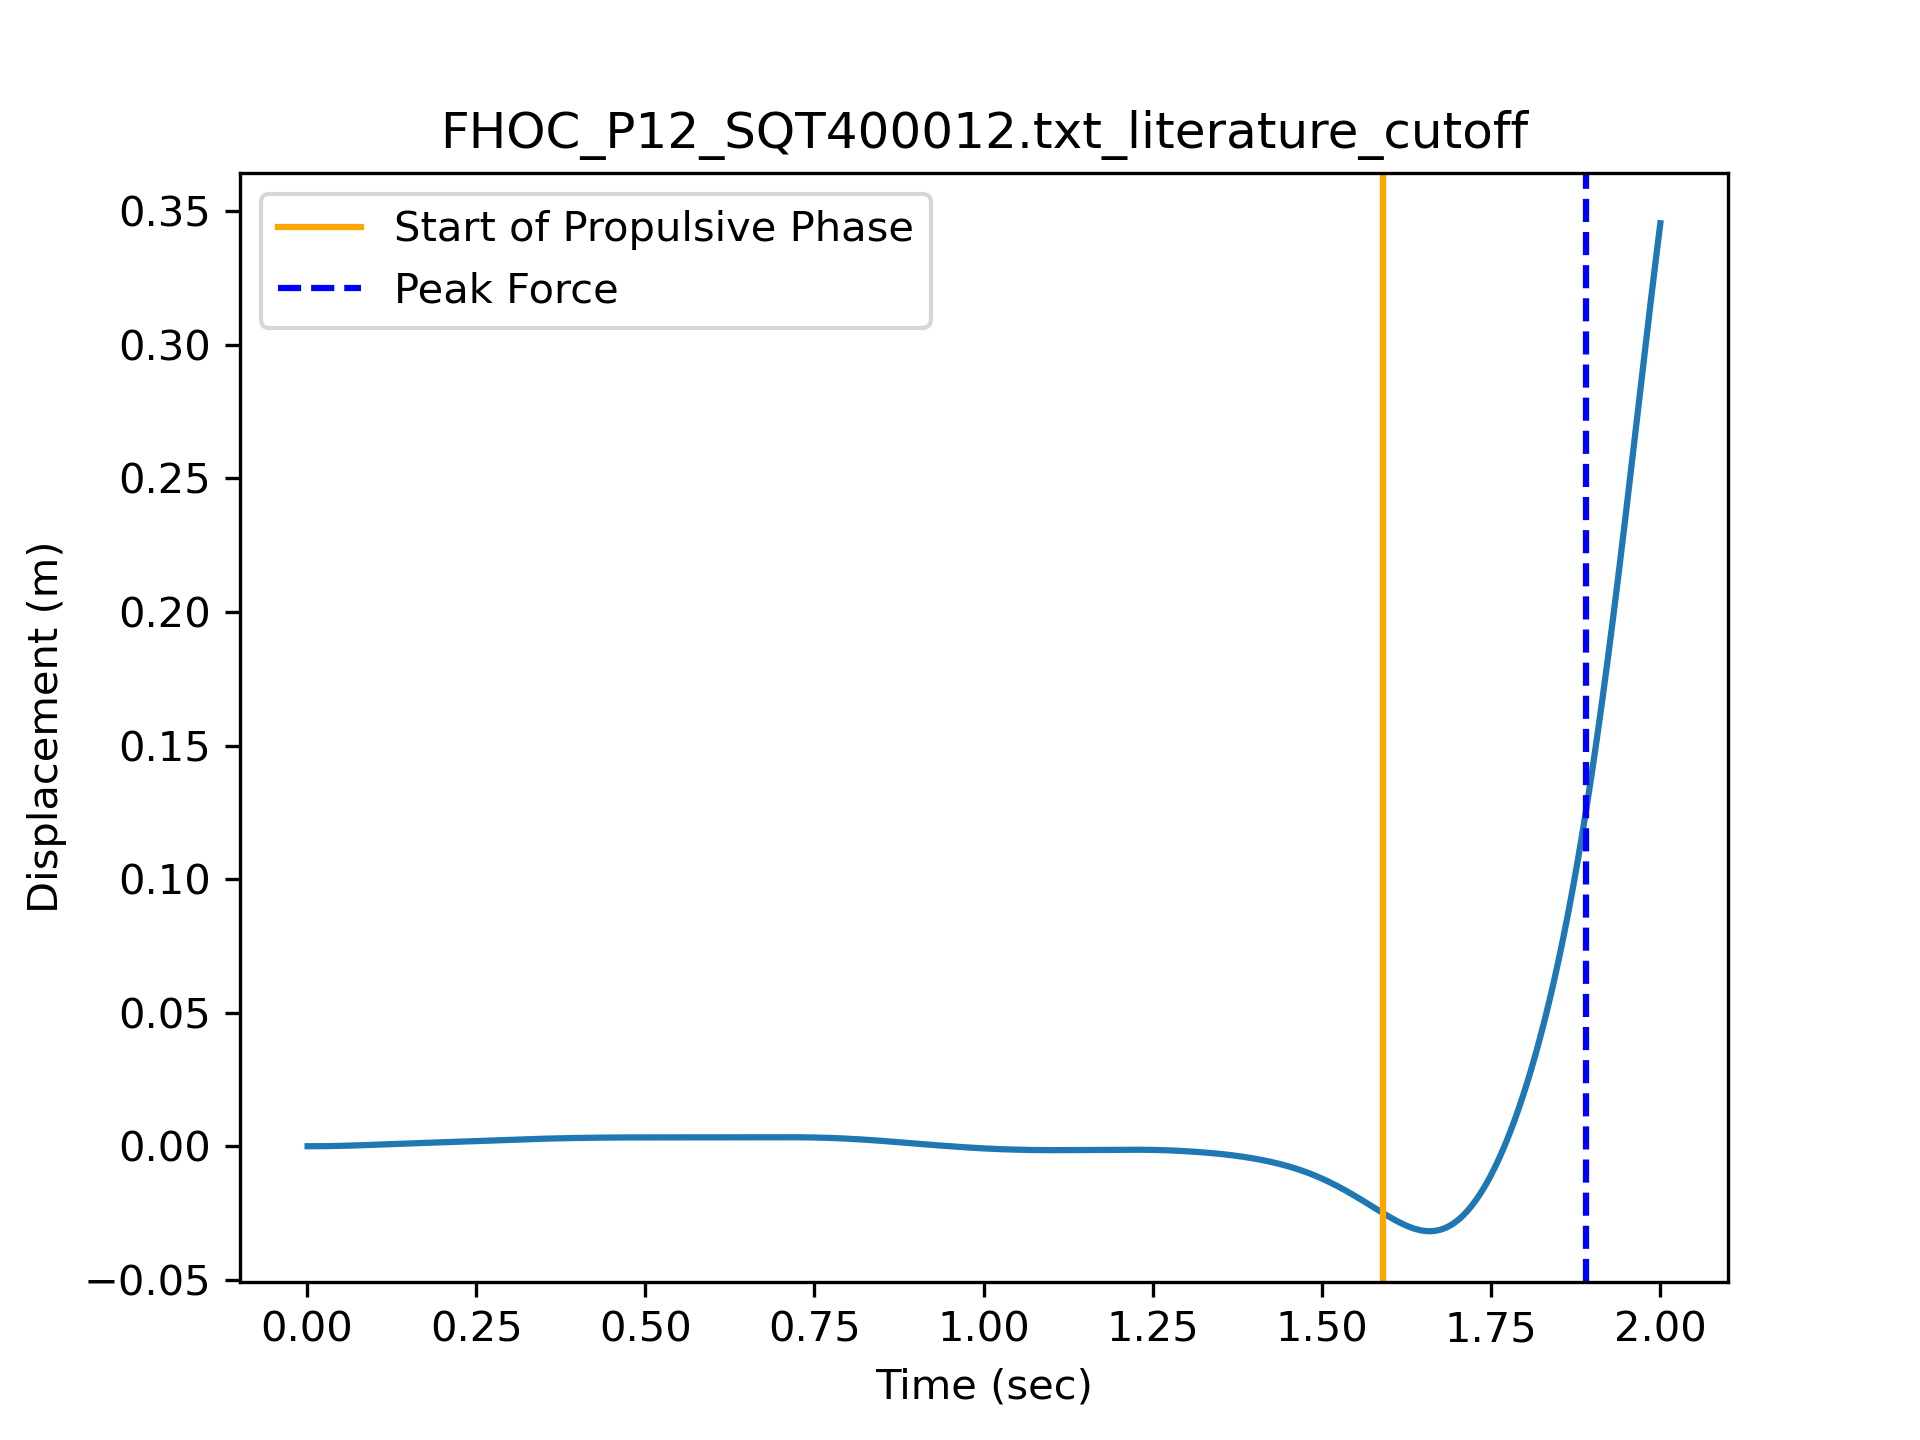 FHOC_P12_SQT400012.txt_literature_cutoff
Start of Propulsive Phase
Peak Force
0.35
0.30
0.25
0.20
0.15
0.10
0.05
0.00
−0.05
Displacement (m)
0.00 0.25 0.50 0.75 1.00 1.25 1.50 1.75 2.00
Time (sec)